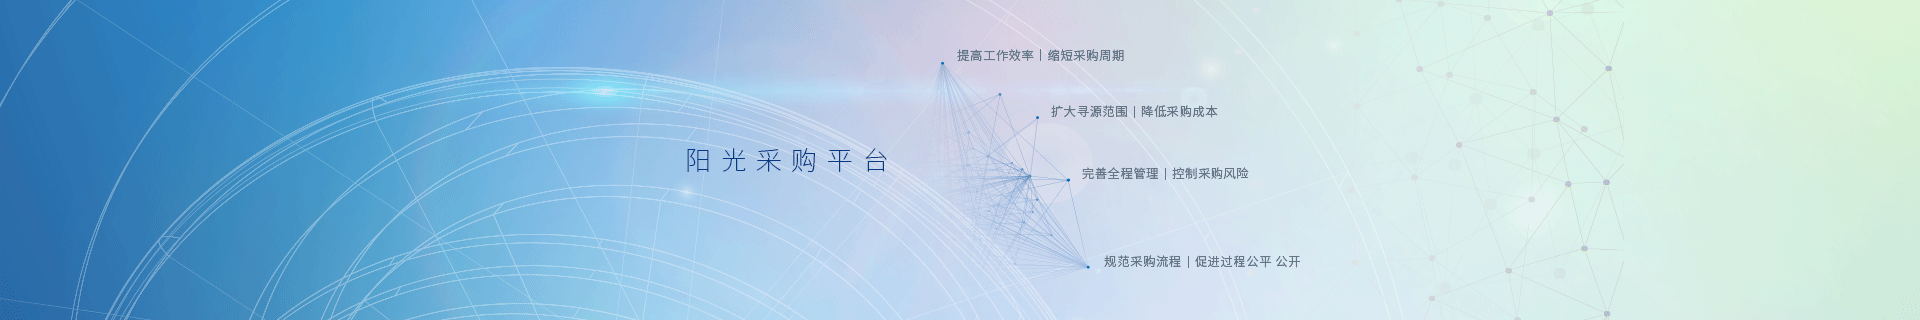 提高工作效率｜缩短采购周期
扩大寻源范围｜降低采购成本
阳光采购平台
完善全程管理｜控制采购风险
规范采购流程｜促进过程公平 公开